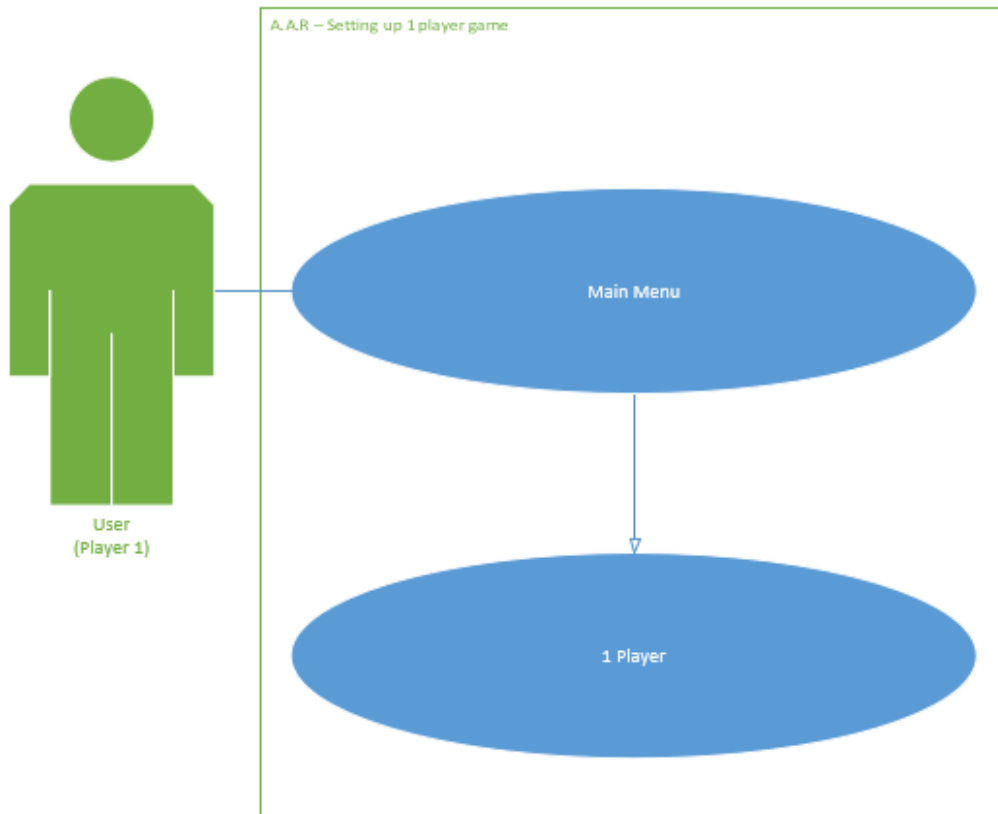 A.A.R – Setting up 1 player game
Main Menu
User
(Player 1)
1 Player